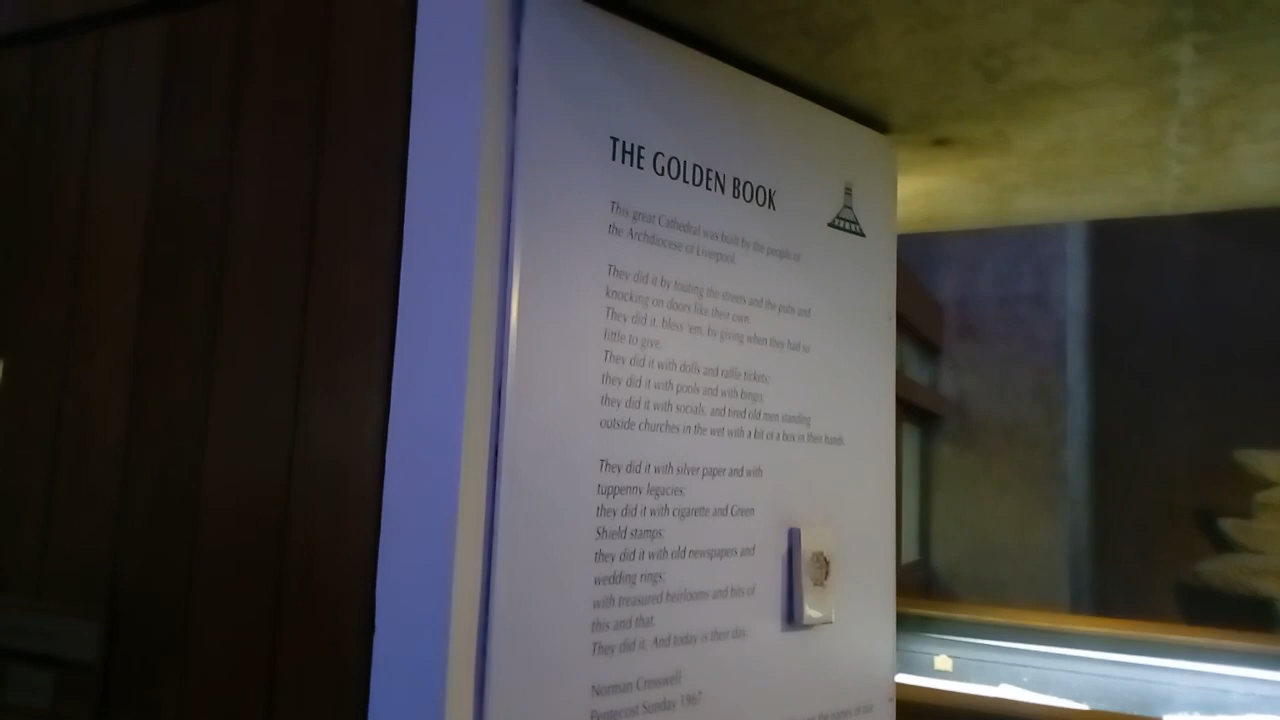 THE GOLDEN BOOK
This great Cathedral was built by the people of
the Archdiocese of Liverpool.
They did it by touting the streets and the pubs and
knocking on doors like their own.
They did it, bless 'em, by giving when they had so
little to give.
They did it with dolls and raffle tickets;
they did it with pools and with bingo;
they did it with socials, and tired old men standing
outside churches in the wet with a bit of a box in their hands.
They did it with silver paper and with
tuppenny legacies;
they did it with cigarette and Green
Shield stamps;
they did it with old newspapers and
wedding rings;
with treasured heirlooms and bits of
this and that.
They did it. And today is their day.
Norman Cresswell
Pentecost Sunday 1967
the names of